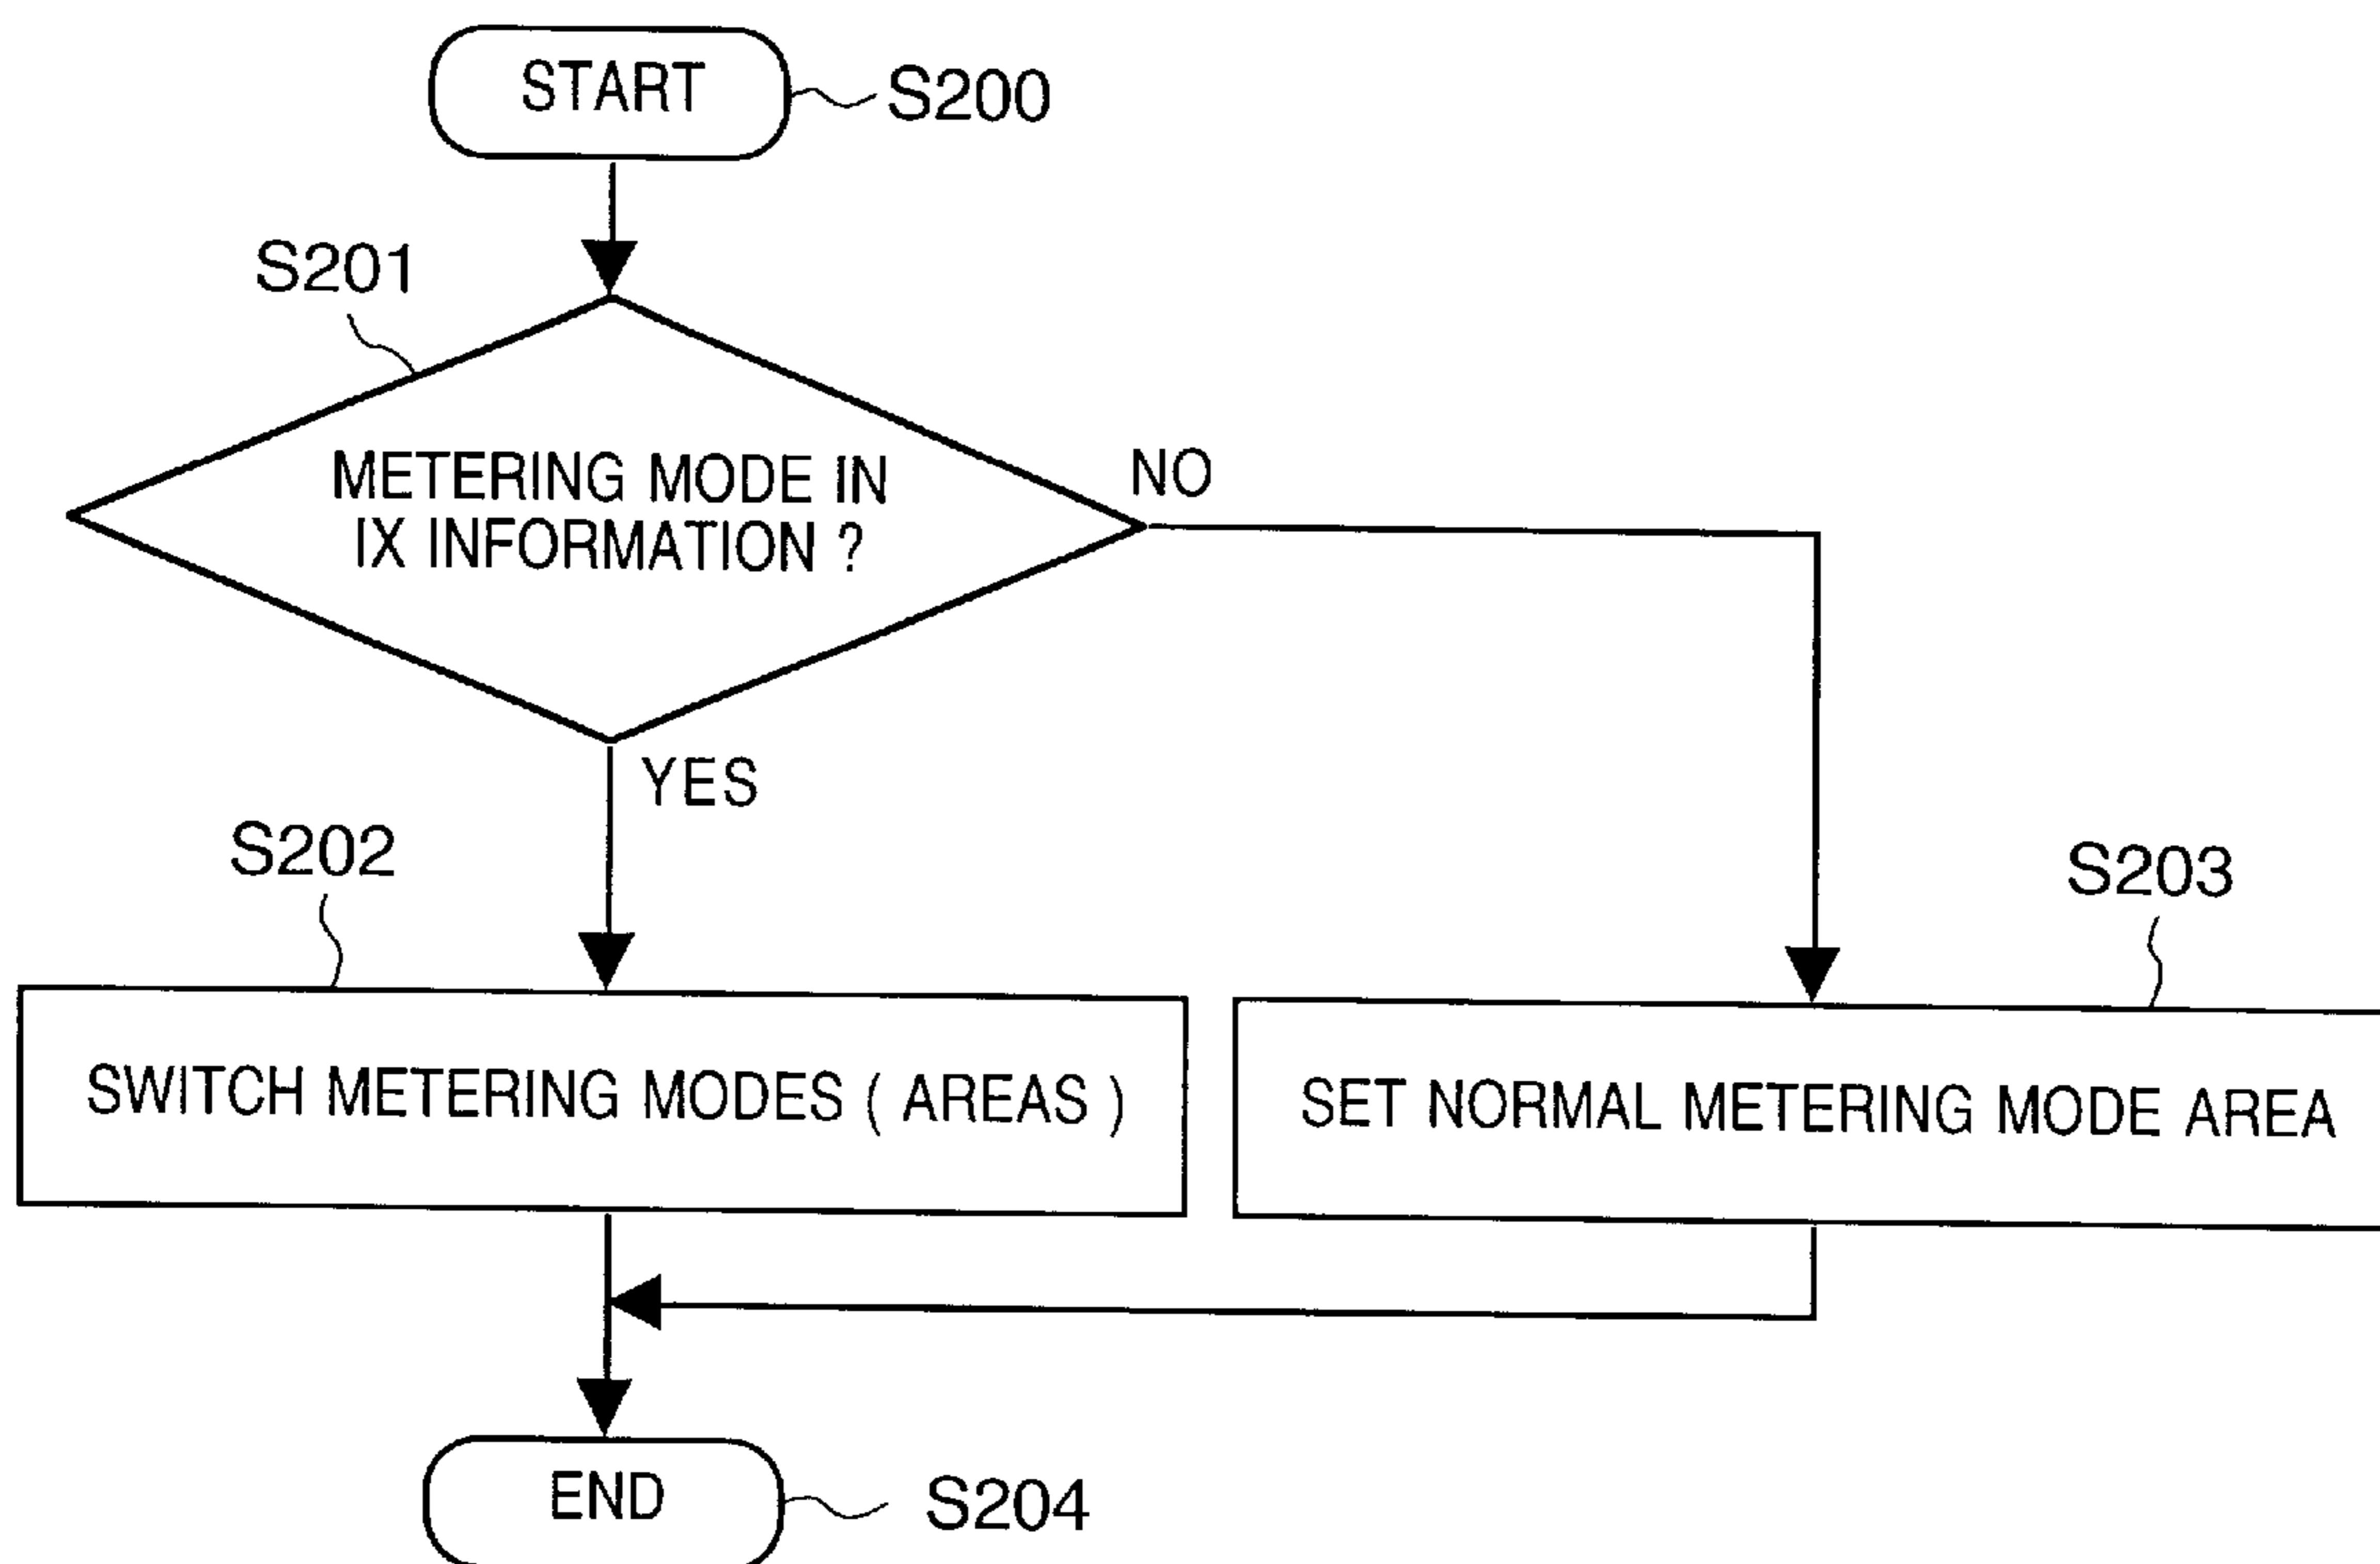 START
S200
S201
METERING MODE IN
IX INFORMATION ?
NO
YES
S202
S203
SWITCH METERING MODES ( AREAS )
SET NORMAL METERING MODE AREA
END
S204